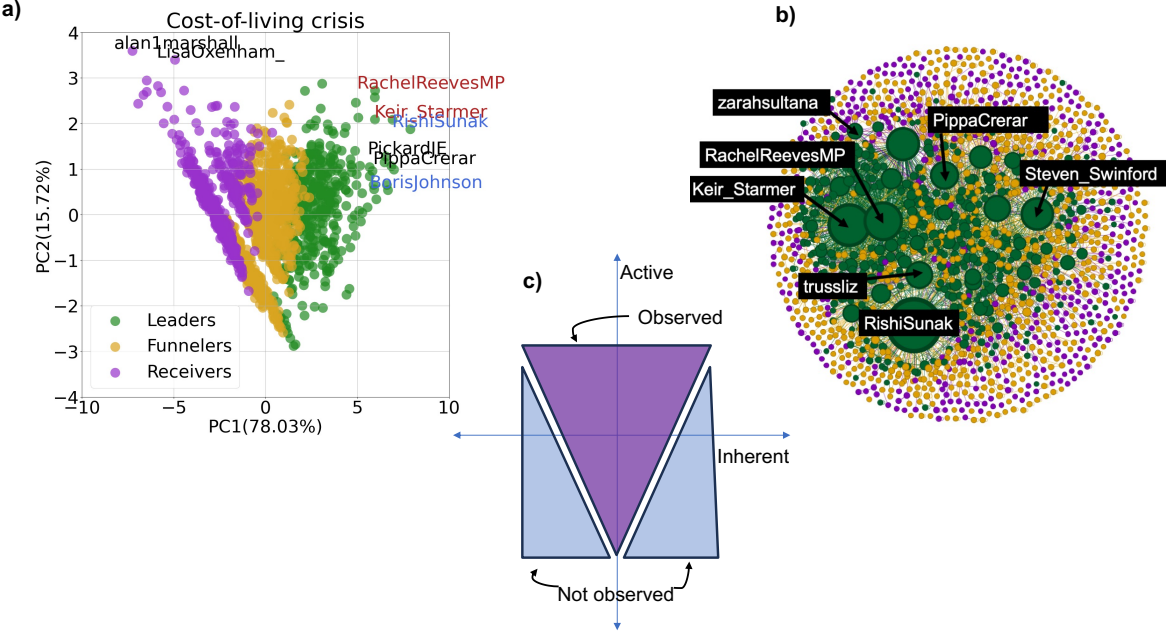 a)
Cost-of-living crisis
4
3
2
1
0
−1
−2
−3
−4
−10
−5
0
5
10
PC2(15.72%)
PC1(78.03%)
alan1marshall
LisaOxenham_
RachelReevesMP
Keir_Starmer
RishiSunak
PickardJE
PippaCrerar
BorisJohnson
Leaders
Funnelers
Receivers
b)
zarahsultana
PippaCrerar
RachelReevesMP
Steven_Swinford
Keir_Starmer
trussliz
RishiSunak
c)
Active
Observed
Inherent
Not observed